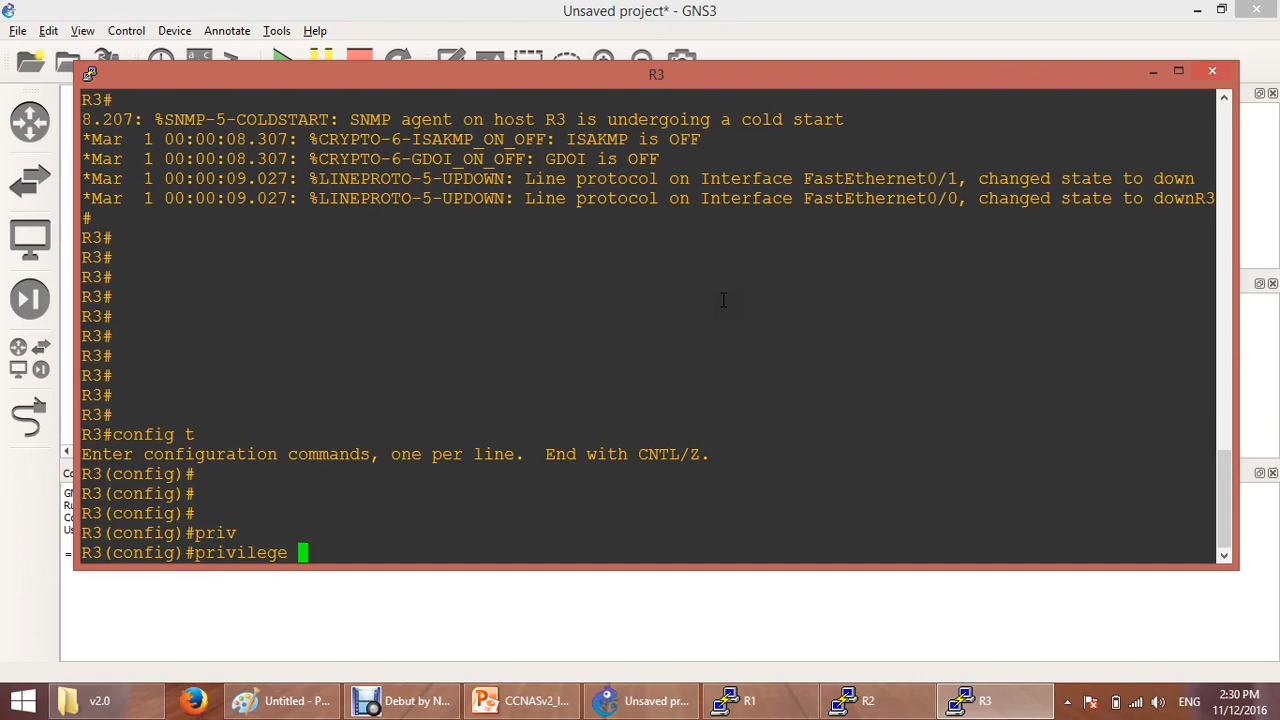 Unsaved project* - GNS3
File Edit View Control Device Annotate Tools Help
R3
R3#
8.207: %SNMP-5-COLDSTART: SNMP agent on host R3 is undergoing a cold start
*Mar  1 00:00:08.307: %CRYPTO-6-ISAKMP_ON_OFF: ISAKMP is OFF
*Mar  1 00:00:08.307: %CRYPTO-6-GDOI_ON_OFF: GDOI is OFF
*Mar  1 00:00:09.027: %LINEPROTO-5-UPDOWN: Line protocol on Interface FastEthernet0/1, changed state to down
*Mar  1 00:00:09.027: %LINEPROTO-5-UPDOWN: Line protocol on Interface FastEthernet0/0, changed state to downR3
#
R3#
R3#
R3#
R3#
R3#
R3#
R3#
R3#
R3#
R3#
R3#config t
Enter configuration commands, one per line.  End with CNTL/Z.
R3(config)#
R3(config)#
R3(config)#
R3(config)#priv
R3(config)#privilege
v2.0
Untitled - P...
Debut by N...
CCNASv2_I...
Unsaved pr...
R1
R2
R3
ENG
2:30 PM
11/12/2016